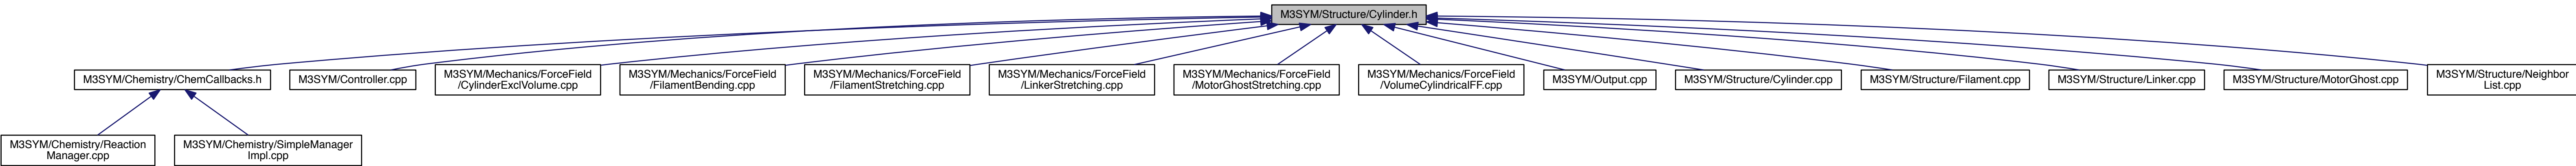 M3SYM/Structure/Cylinder.h
M3SYM/Chemistry/ChemCallbacks.h
M3SYM/Controller.cpp
M3SYM/Mechanics/ForceField
/CylinderExclVolume.cpp
M3SYM/Mechanics/ForceField
/FilamentBending.cpp
M3SYM/Mechanics/ForceField
/FilamentStretching.cpp
M3SYM/Mechanics/ForceField
/LinkerStretching.cpp
M3SYM/Mechanics/ForceField
/MotorGhostStretching.cpp
M3SYM/Mechanics/ForceField
/VolumeCylindricalFF.cpp
M3SYM/Output.cpp
M3SYM/Structure/Cylinder.cpp
M3SYM/Structure/Filament.cpp
M3SYM/Structure/Linker.cpp
M3SYM/Structure/MotorGhost.cpp
M3SYM/Structure/Neighbor
List.cpp
M3SYM/Chemistry/Reaction
Manager.cpp
M3SYM/Chemistry/SimpleManager
Impl.cpp